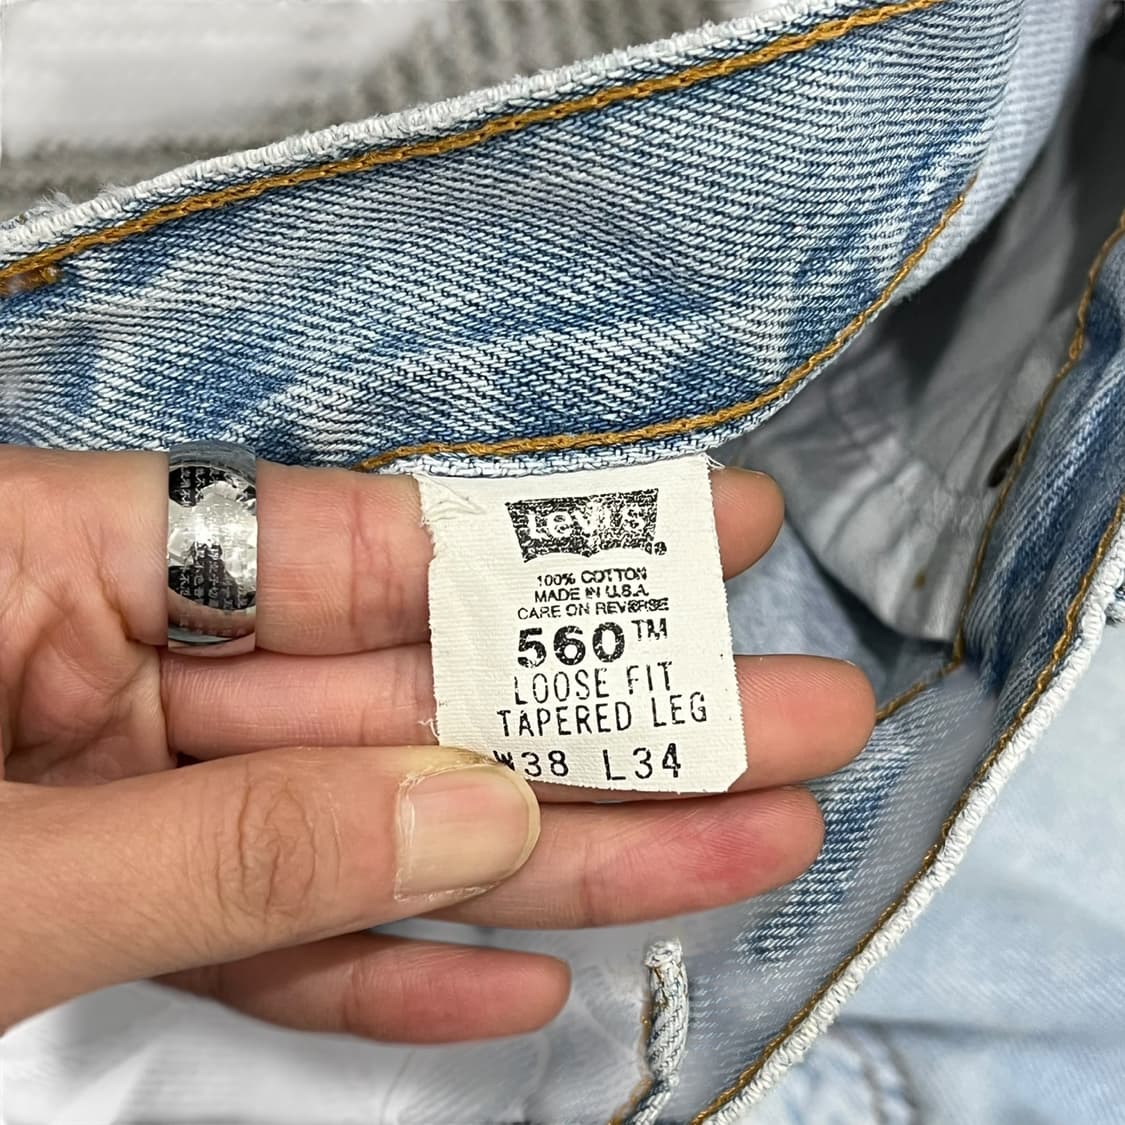 Levi's®
100% COTTON
MADE IN U.S.A.
CARE ON REVERSE
560™
LOOSE FIT
TAPERED LEG
W38 L34